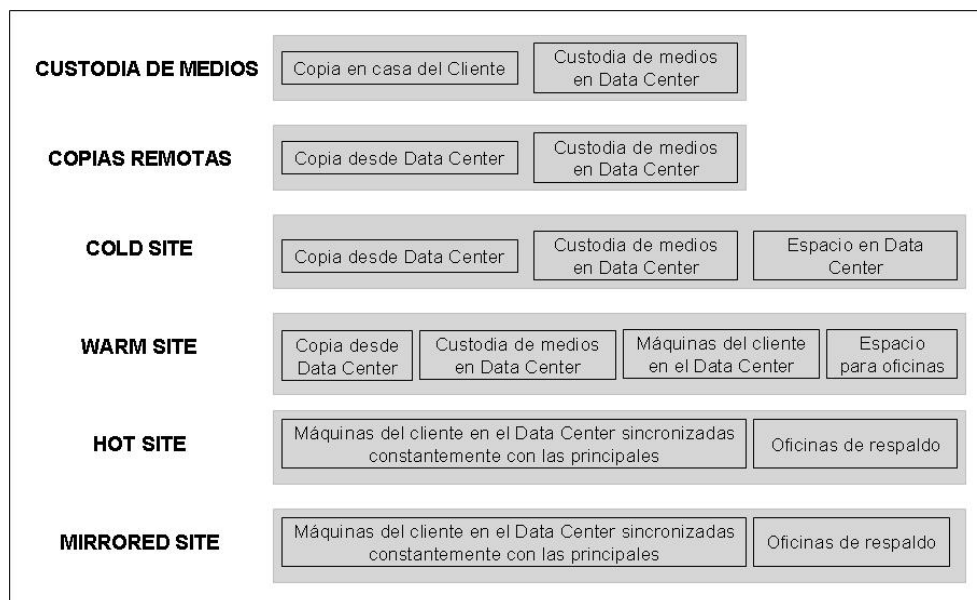 CUSTODIA DE MEDIOS
Copia en casa del Cliente
Custodia de medios
en Data Center
COPIAS REMOTAS
Copia desde Data Center
Custodia de medios
en Data Center
COLD SITE
Copia desde Data Center
Custodia de medios
en Data Center
Espacio en Data
Center
WARM SITE
Copia desde
Data Center
Custodia de medios
en Data Center
Máquinas del cliente
en el Data Center
Espacio
para oficinas
HOT SITE
Máquinas del cliente en el Data Center sincronizadas
constantemente con las principales
Oficinas de respaldo
MIRRORED SITE
Máquinas del cliente en el Data Center sincronizadas
constantemente con las principales
Oficinas de respaldo